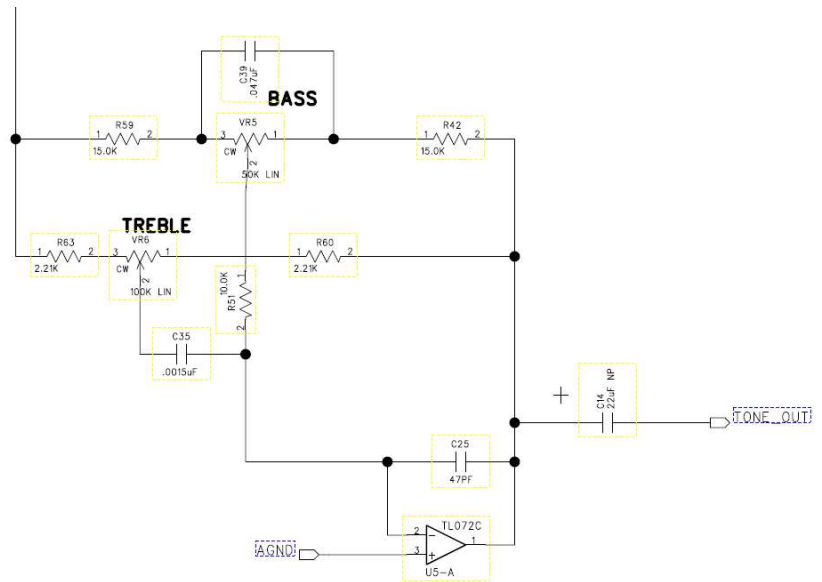 C39
.047uF
BASS
R59
1 2
15.0K
VR5
3 1
CW 2
50K LIN
R42
1 2
15.0K
TREBLE
R63
1 2
2.21K
VR6
3 1
CW 2
100K LIN
R60
1 2
2.21K
1
10.0K
R51
2
C35
.0015uF
+
C14
22uF NP
TONE_OUT
C25
47PF
TL072C
2 −
1
3 +
AGND
U5-A